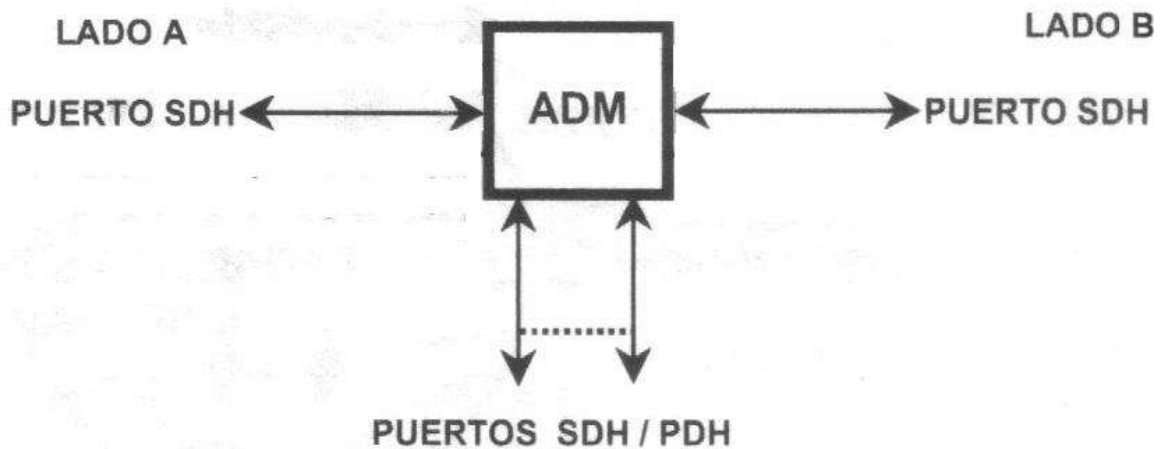 LADO A
LADO B
PUERTO SDH
ADM
PUERTO SDH
PUERTOS SDH / PDH